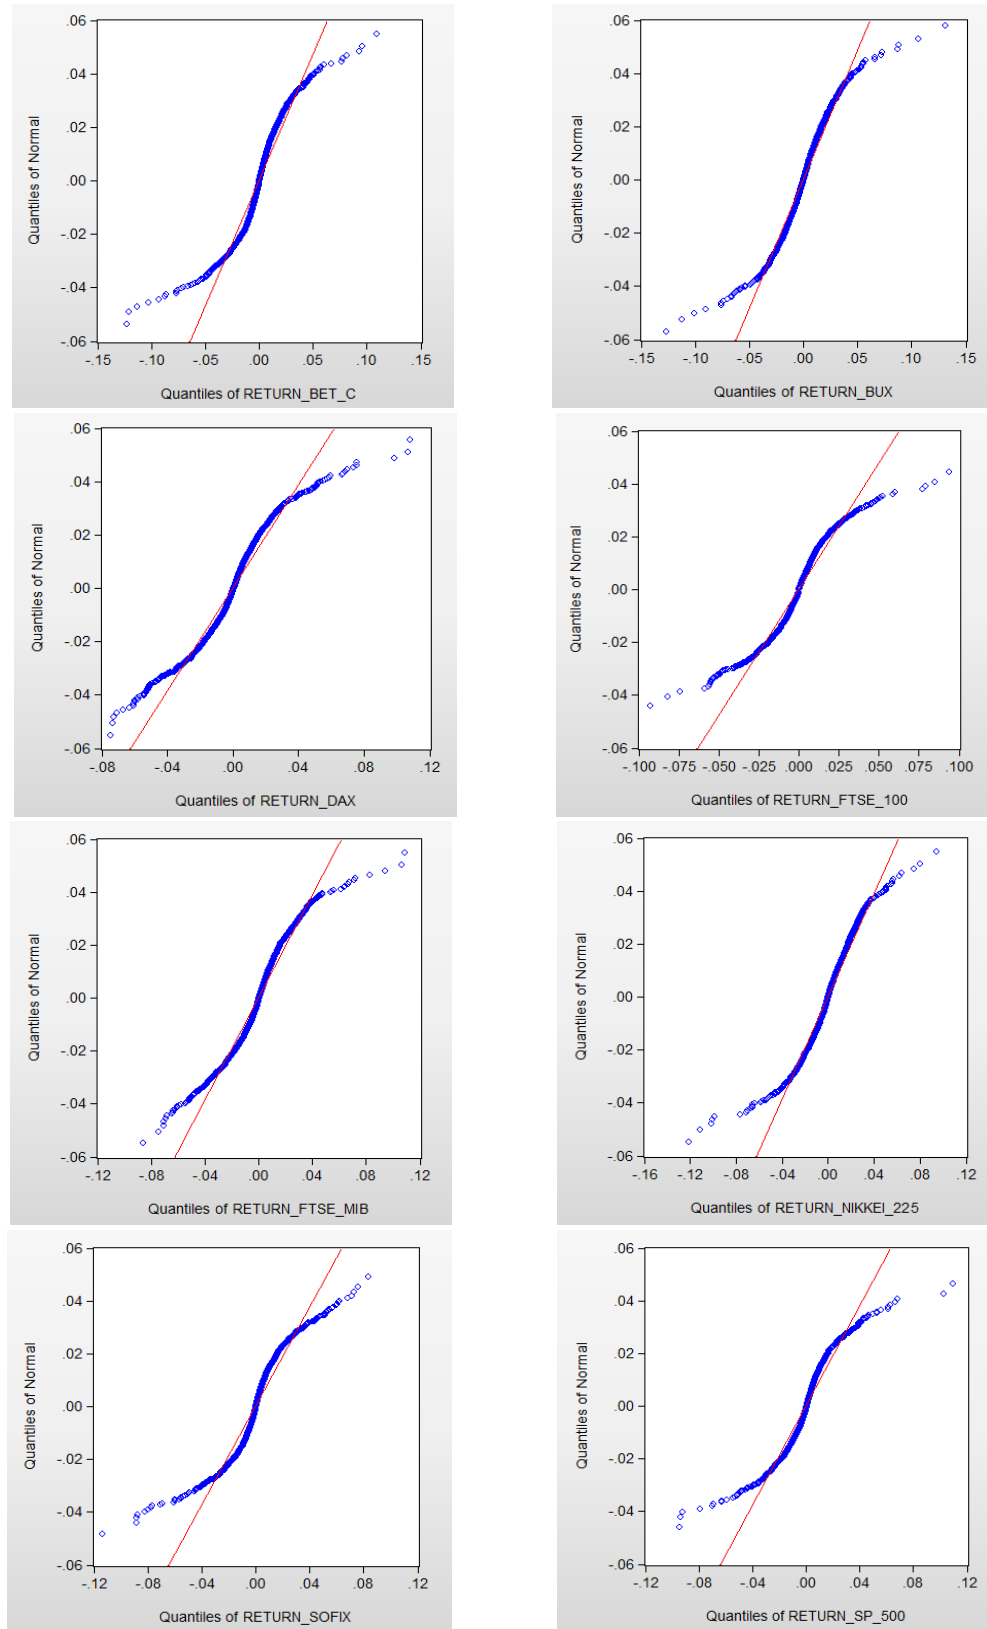 .06
.04
.02
.00
-.02
-.04
-.06
Quantiles of Normal
-.15 -.10 -.05 .00 .05 .10 .15
Quantiles of RETURN_BET_C
.06
.04
.02
.00
-.02
-.04
-.06
Quantiles of Normal
-.15 -.10 -.05 .00 .05 .10 .15
Quantiles of RETURN_BUX
.06
.04
.02
.00
-.02
-.04
-.06
Quantiles of Normal
-.08 -.04 .00 .04 .08 .12
Quantiles of RETURN_DAX
.06
.04
.02
.00
-.02
-.04
-.06
Quantiles of Normal
-.100 -.075 -.050 -.025 .000 .025 .050 .075 .100
Quantiles of RETURN_FTSE_100
.06
.04
.02
.00
-.02
-.04
-.06
Quantiles of Normal
-.12 -.08 -.04 .00 .04 .08 .12
Quantiles of RETURN_FTSE_MIB
.06
.04
.02
.00
-.02
-.04
-.06
Quantiles of Normal
-.16 -.12 -.08 -.04 .00 .04 .08 .12
Quantiles of RETURN_NIKKEI_225
.06
.04
.02
.00
-.02
-.04
-.06
Quantiles of Normal
-.12 -.08 -.04 .00 .04 .08 .12
Quantiles of RETURN_SOFIX
.06
.04
.02
.00
-.02
-.04
-.06
Quantiles of Normal
-.12 -.08 -.04 .00 .04 .08 .12
Quantiles of RETURN_SP_500